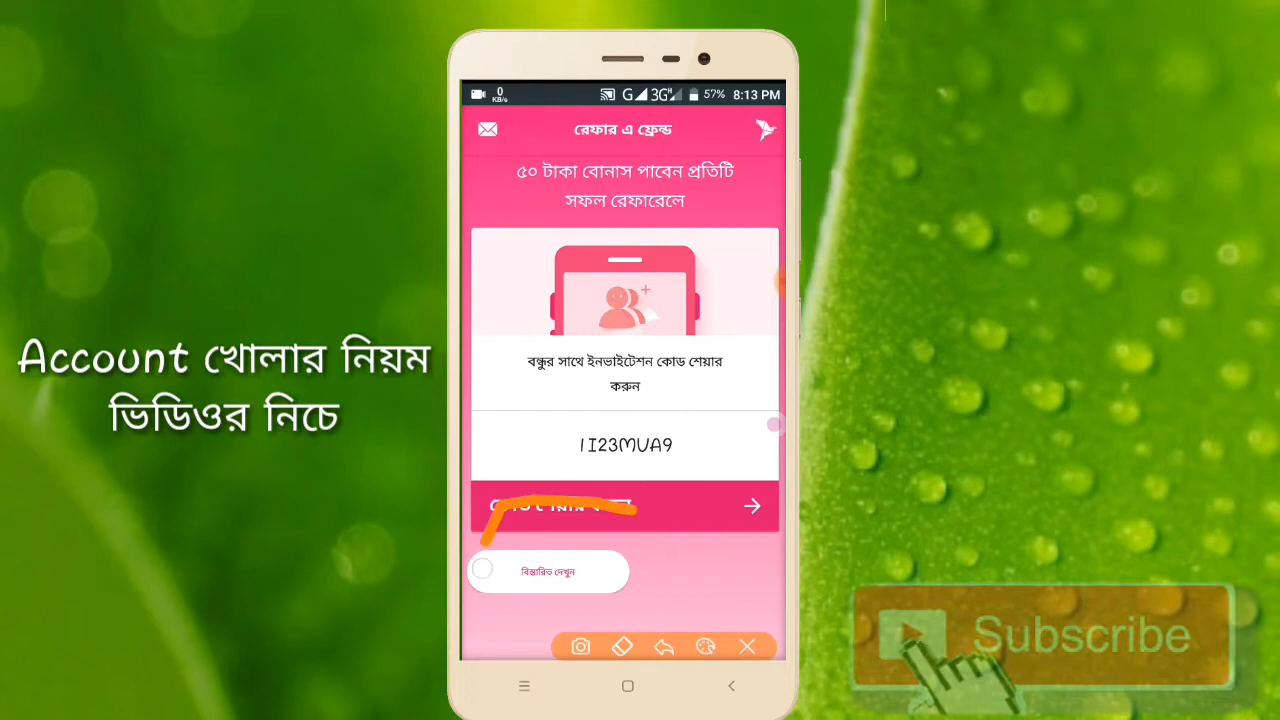 0
KB/s
G 3G H 57% 8:13 PM
রেফার এ ফ্রেন্ড
৫০ টাকা বোনাস পাবেন প্রতিটি
সফল রেফারেলে
Account খোলার নিয়ম
ভিডিওর নিচে
বন্ধুর সাথে ইনভাইটেশন কোড শেয়ার
করুন
1I23MUA9
বিস্তারিত দেখুন
Subscribe